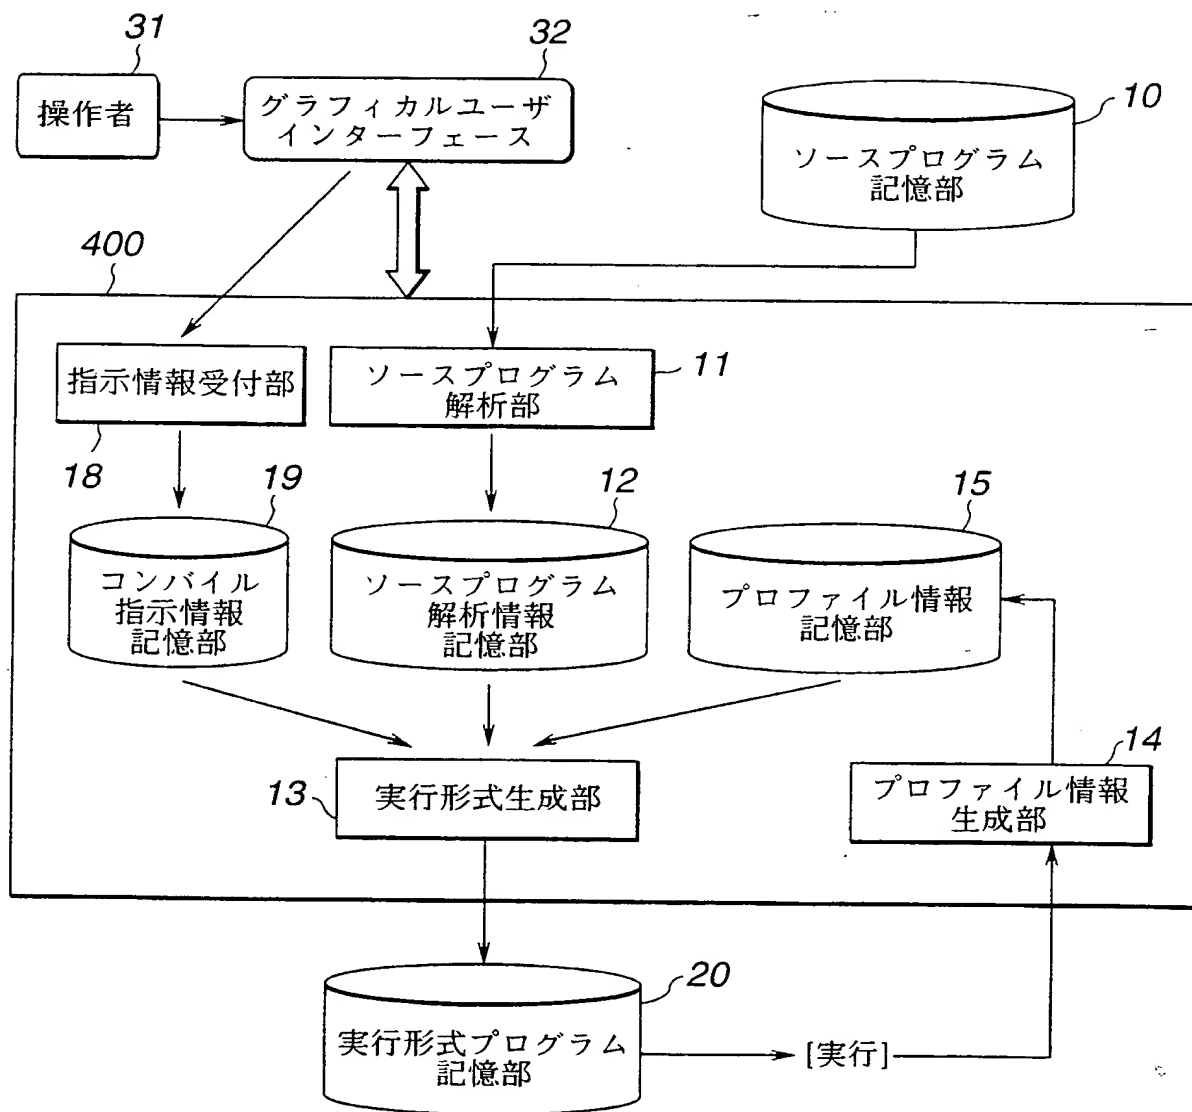 31
32
10
操作者
グラフィカルユーザ
インターフェース
ソースプログラム
記憶部
400
指示情報受付部
ソースプログラム
解析部
11
18
19
12
15
コンパイル
指示情報
記憶部
ソースプログラム
解析情報
記憶部
プロファイル情報
記憶部
13
実行形式生成部
14
プロファイル情報
生成部
20
実行形式プログラム
記憶部
[実行]